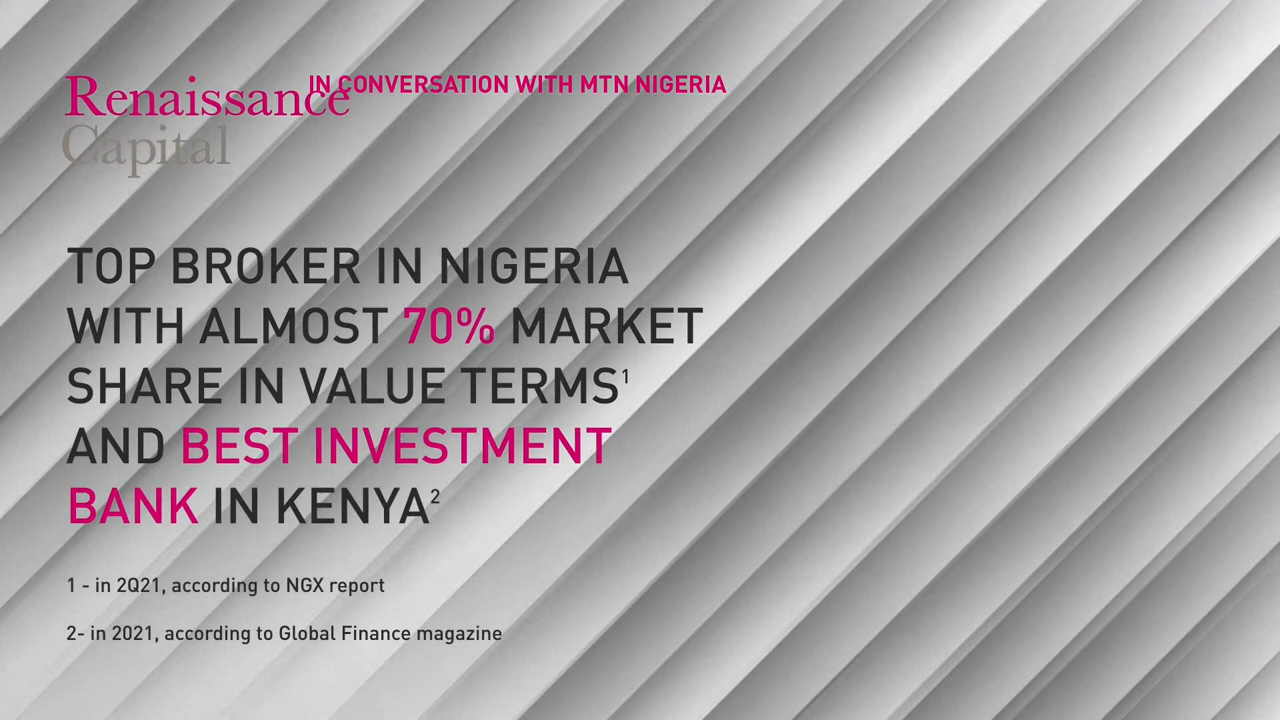 Renaissance
Capital
IN CONVERSATION WITH MTN NIGERIA
TOP BROKER IN NIGERIA
WITH ALMOST 70% MARKET
SHARE IN VALUE TERMS¹
AND BEST INVESTMENT
BANK IN KENYA²
1 - in 2Q21, according to NGX report
2- in 2021, according to Global Finance magazine